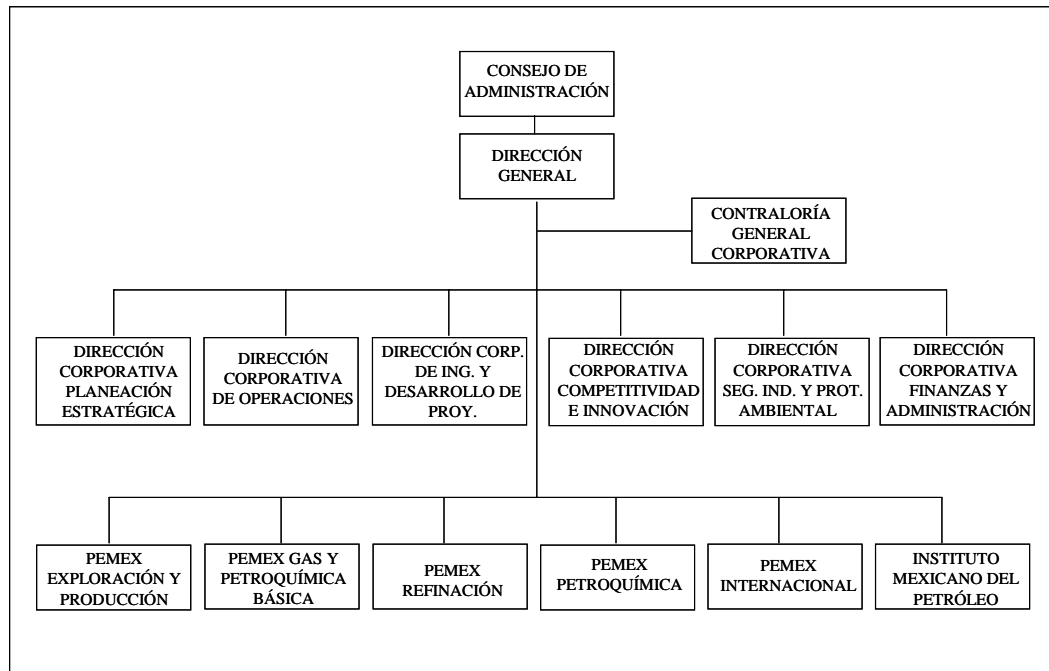 CONSEJO DE
ADMINISTRACIÓN
DIRECCIÓN
GENERAL
CONTRALORÍA
GENERAL
CORPORATIVA
DIRECCIÓN
CORPORATIVA
PLANEACIÓN
ESTRATÉGICA
DIRECCIÓN
CORPORATIVA
DE OPERACIONES
DIRECCIÓN CORP.
DE ING. Y
DESARROLLO DE
PROY.
DIRECCIÓN
CORPORATIVA
COMPETITIVIDAD
E INNOVACIÓN
DIRECCIÓN
CORPORATIVA
SEG. IND. Y PROT.
AMBIENTAL
DIRECCIÓN
CORPORATIVA
FINANZAS Y
ADMINISTRACIÓN
PEMEX
EXPLORACIÓN Y
PRODUCCIÓN
PEMEX GAS Y
PETROQUÍMICA
BÁSICA
PEMEX
REFINACIÓN
PEMEX
PETROQUÍMICA
PEMEX
INTERNACIONAL
INSTITUTO
MEXICANO DEL
PETRÓLEO